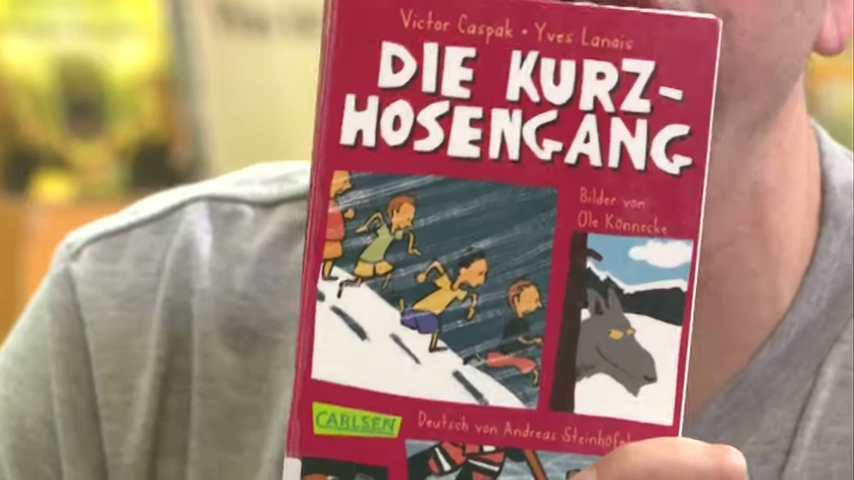 Victor Caspak • Yves Lanois
DIE KURZ-
HOSENGANG
Bilder von
Ole Könnecke
CARLSEN
Deutsch von Andreas Steinhöfel